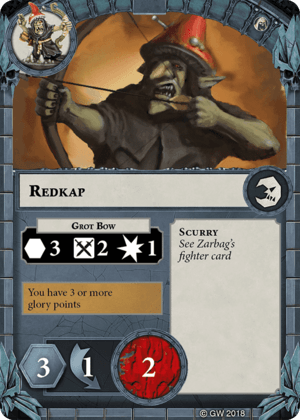 REDKAP
GROT BOW
3 2 1
SCURRY
See Zarbag's
fighter card
You have 3 or more
glory points
3 1 2
© GW 2018